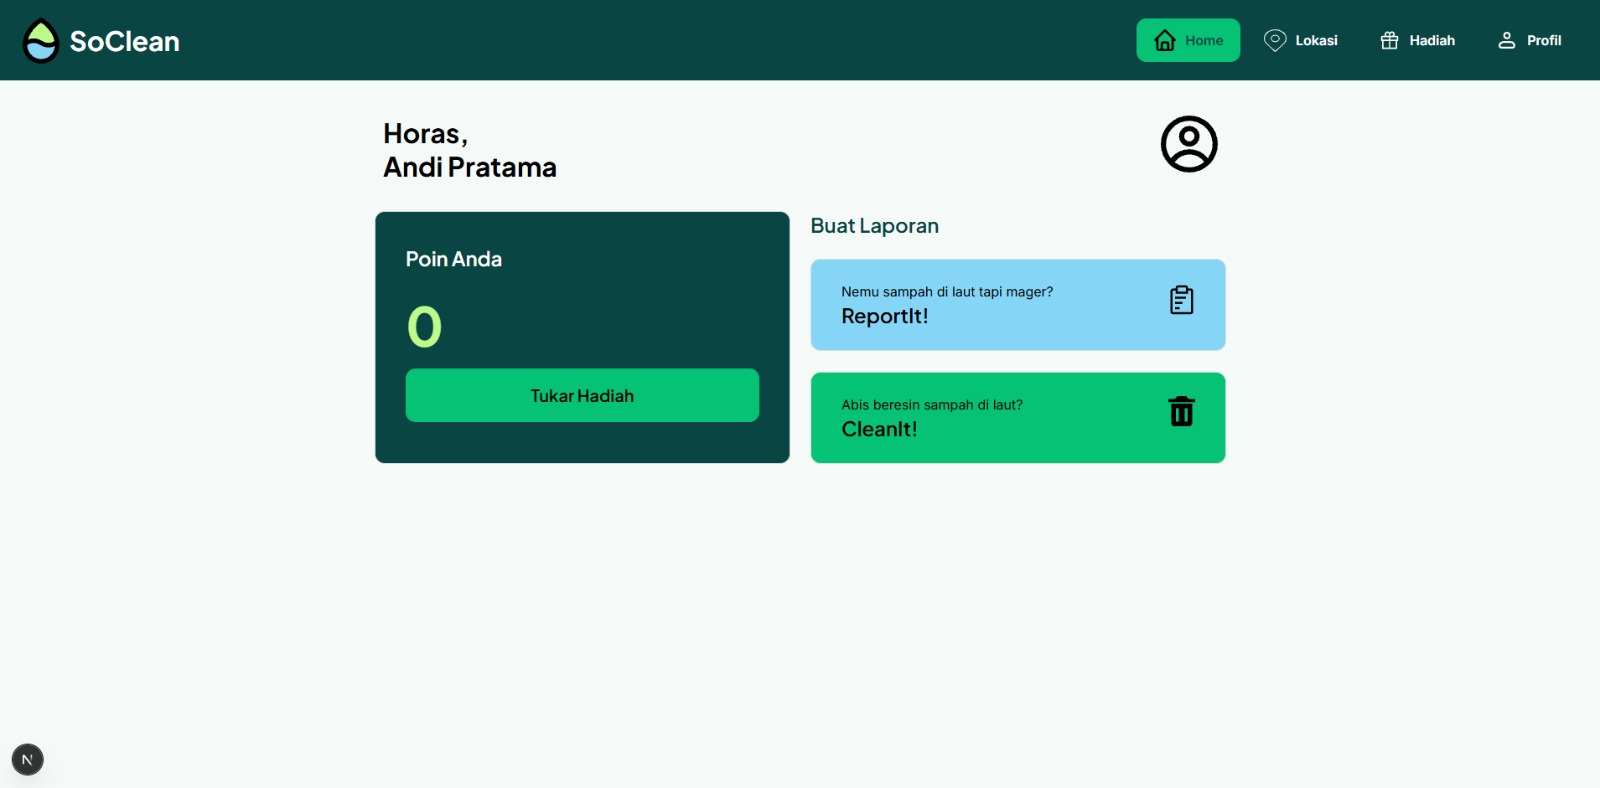 SoClean
Home
Lokasi
Hadiah
Profil
Horas,
Andi Pratama
Poin Anda
0
Tukar Hadiah
Buat Laporan
Nemu sampah di laut tapi mager?
ReportIt!
Abis beresin sampah di laut?
CleanIt!
N